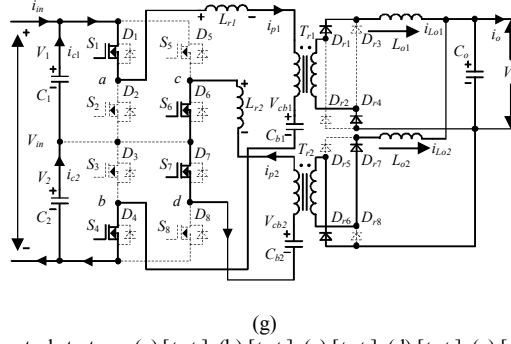 i_in
S_1 D_1 S_5 D_5
L_r1 i_p1 T_r1 D_r1 D_r3 L_o1 i_Lo1 i_o
V_1 i_c1 C_1 a c
S_2 D_2 S_6 D_6 L_r2
V_cb1 C_b1 D_r2 D_r4 C_o V
V_in
S_3 D_3 S_7 D_7 i_p2 T_r2 D_r5 D_r7 L_o2 i_Lo2
V_2 i_c2 C_2 b d
S_4 D_4 S_8 D_8 V_cb2 C_b2 D_r6 D_r8
(g)